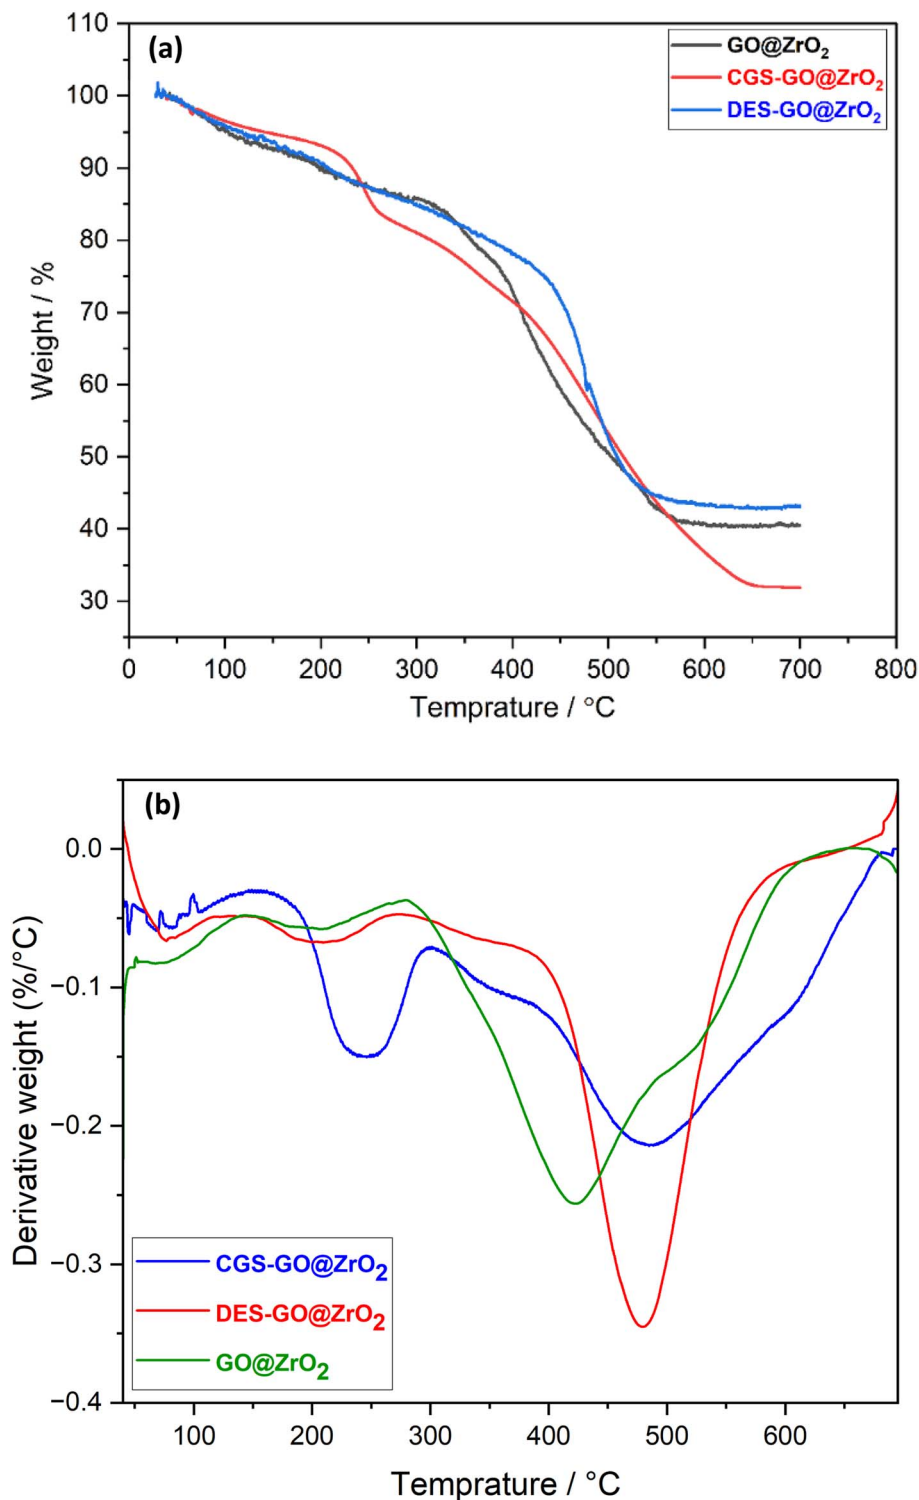 (a)
GO@ZrO2
CGS-GO@ZrO2
DES-GO@ZrO2
110
100
90
80
70
60
50
40
30
Weight / %
0 100 200 300 400 500 600 700 800
Temprature / °C
(b)
0.0
−0.1
−0.2
−0.3
−0.4
Derivative weight (%/°C)
CGS-GO@ZrO2
DES-GO@ZrO2
GO@ZrO2
100 200 300 400 500 600
Temprature / °C